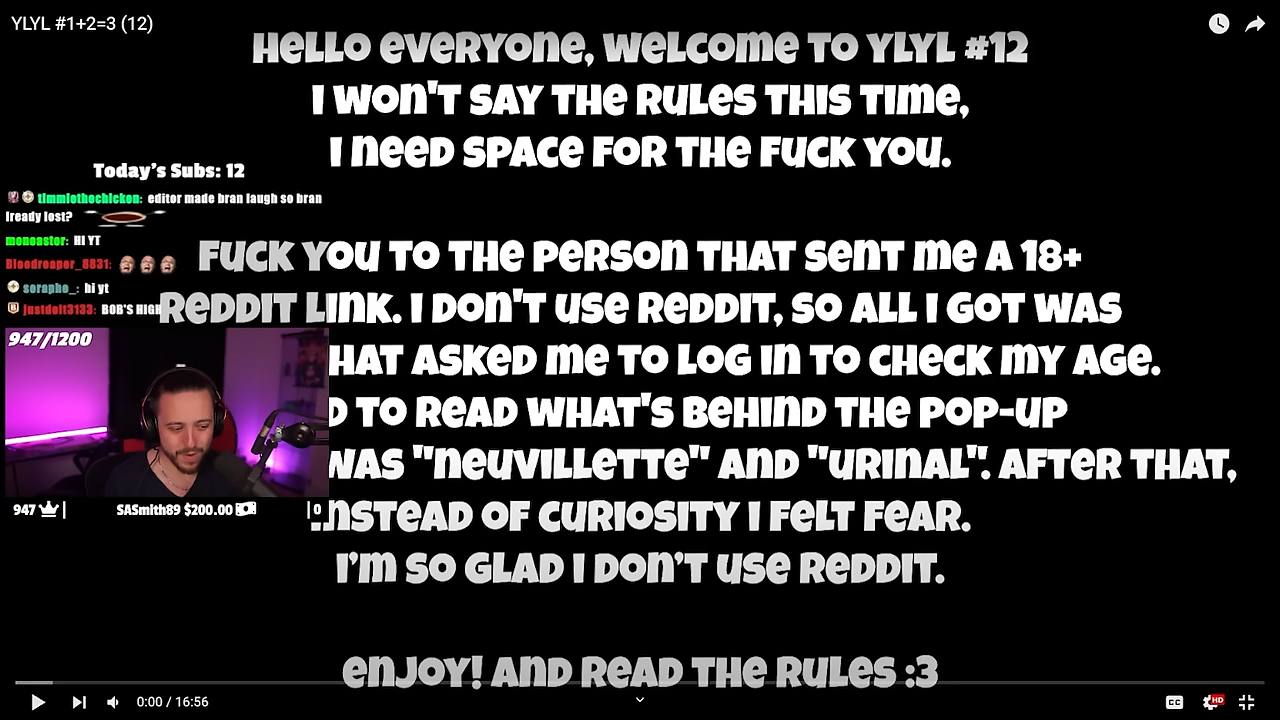 YLYL #1+2=3 (12)
Hello everyone, welcome to YLYL #12
I won't say the rules this time,
I need space for the fuck you.
Today's Subs: 12
timmiethechicken: editor made bran laugh so bran
lready lost?
moneastor: HI YT
Bloodreaper_8831:
seraphe_: hi yt
justdoit3133: BOB'S HIGH
Fuck you to the person that sent me a 18+
Reddit link. I don't use Reddit, so all I got was
hat asked me to log in to check my age.
d to read what's behind the pop-up
was "Neuvillette" and "urinal". After that,
instead of curiosity I felt fear.
I'm so glad I don't use Reddit.
947/1200
947 |
SASmith89 $200.00
| 0
Enjoy! And read the rules :3
0:00 / 16:56
CC
HD